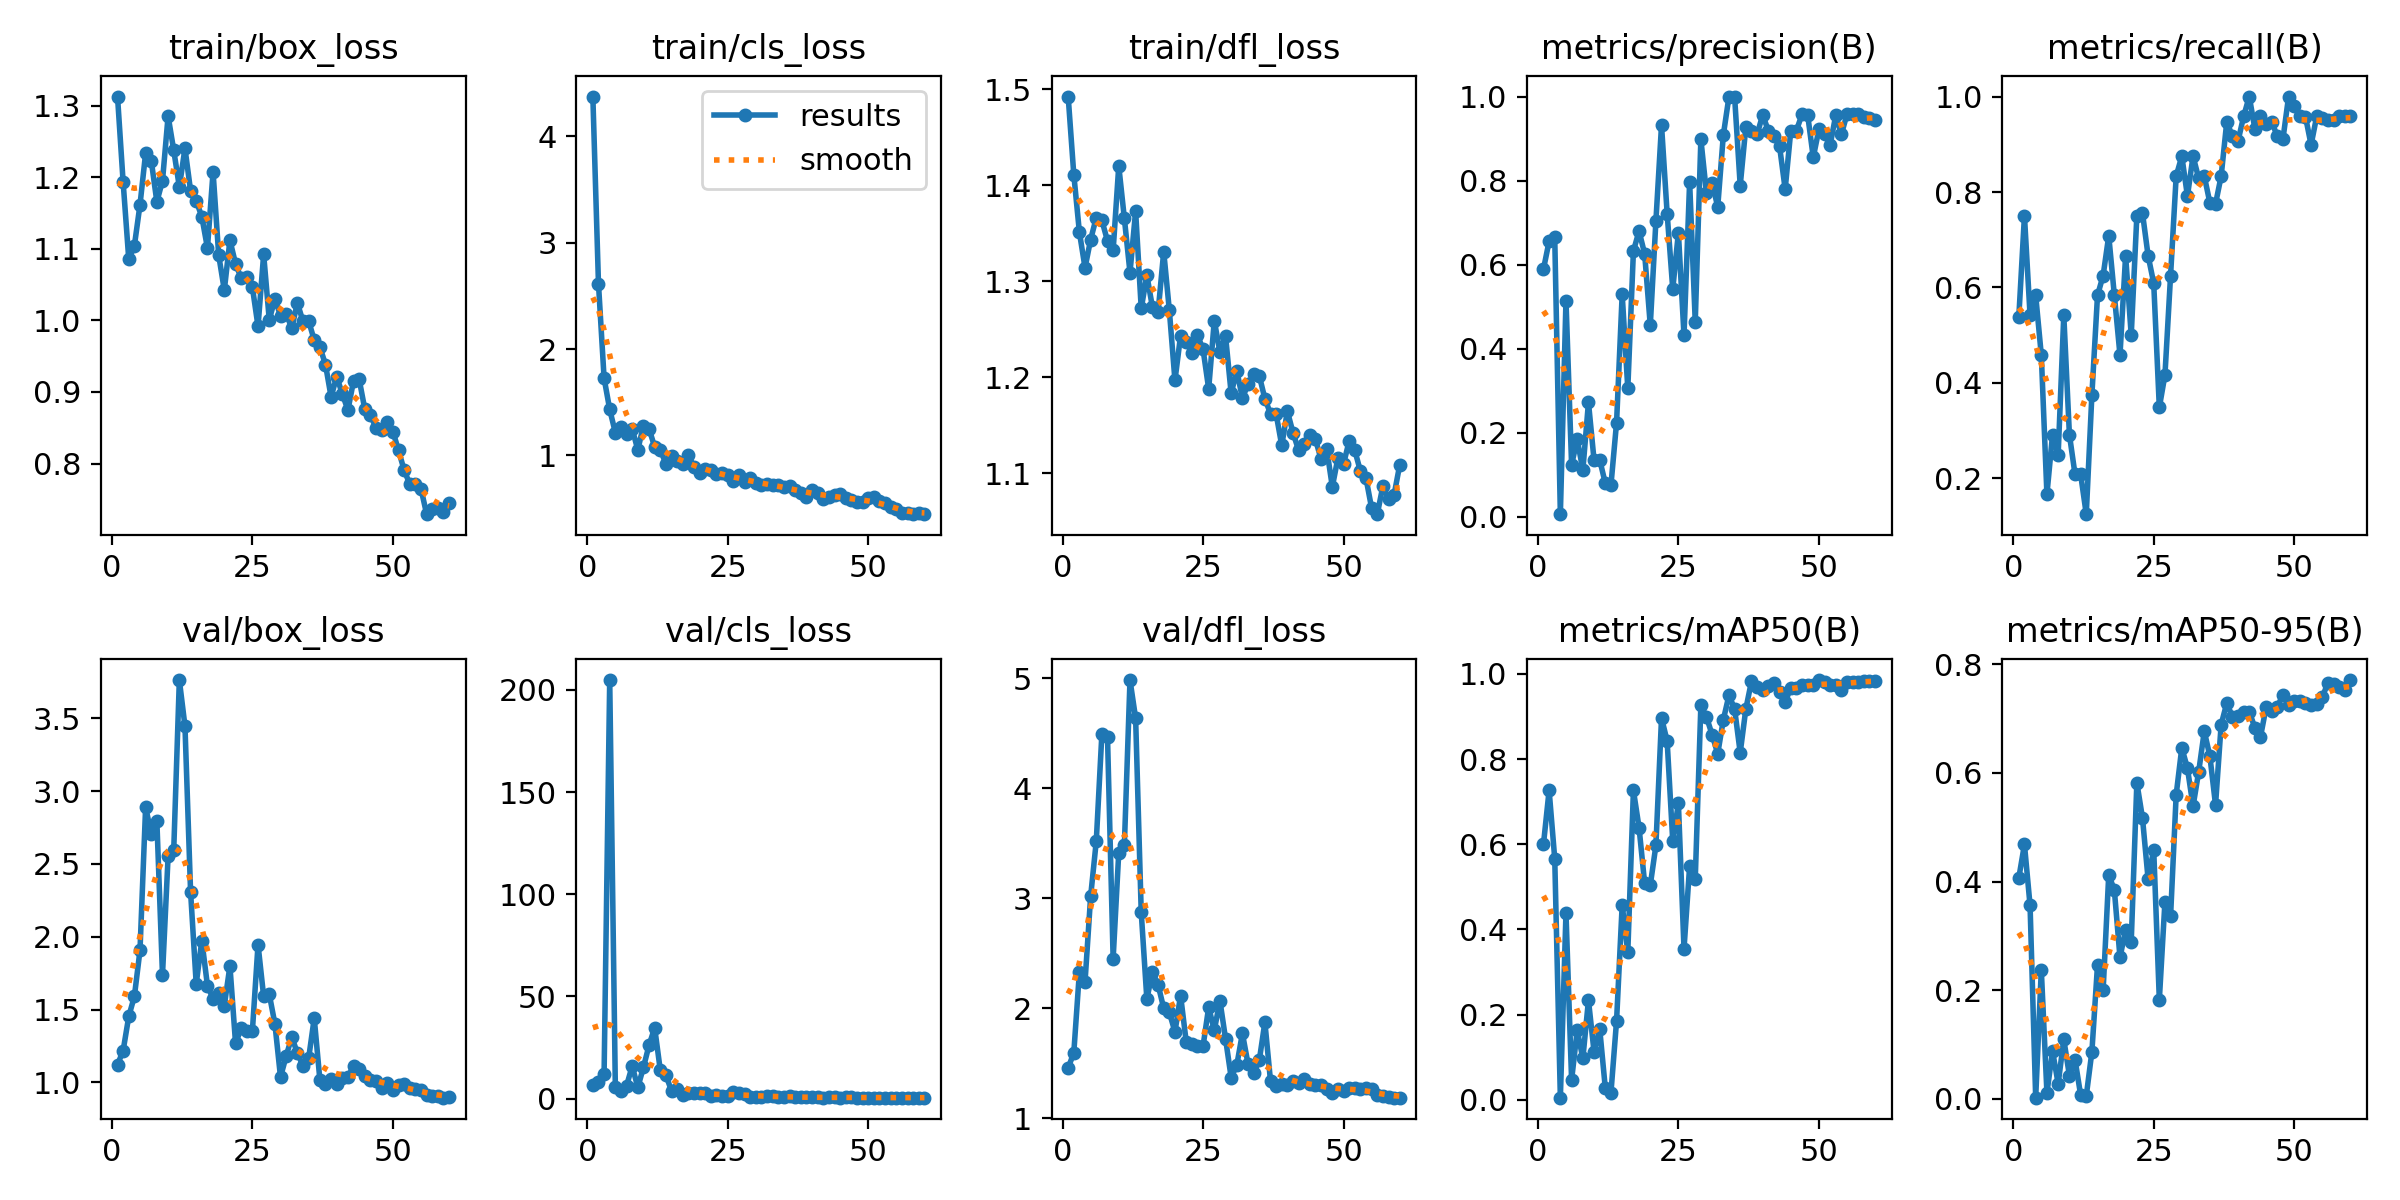 train/box_loss
1.3
1.2
1.1
1.0
0.9
0.8
0 25 50
train/cls_loss
results
smooth
4
3
2
1
0 25 50
train/dfl_loss
1.5
1.4
1.3
1.2
1.1
0 25 50
metrics/precision(B)
1.0
0.8
0.6
0.4
0.2
0.0
0 25 50
metrics/recall(B)
1.0
0.8
0.6
0.4
0.2
0 25 50
val/box_loss
3.5
3.0
2.5
2.0
1.5
1.0
0 25 50
val/cls_loss
200
150
100
50
0
0 25 50
val/dfl_loss
5
4
3
2
1
0 25 50
metrics/mAP50(B)
1.0
0.8
0.6
0.4
0.2
0.0
0 25 50
metrics/mAP50-95(B)
0.8
0.6
0.4
0.2
0.0
0 25 50